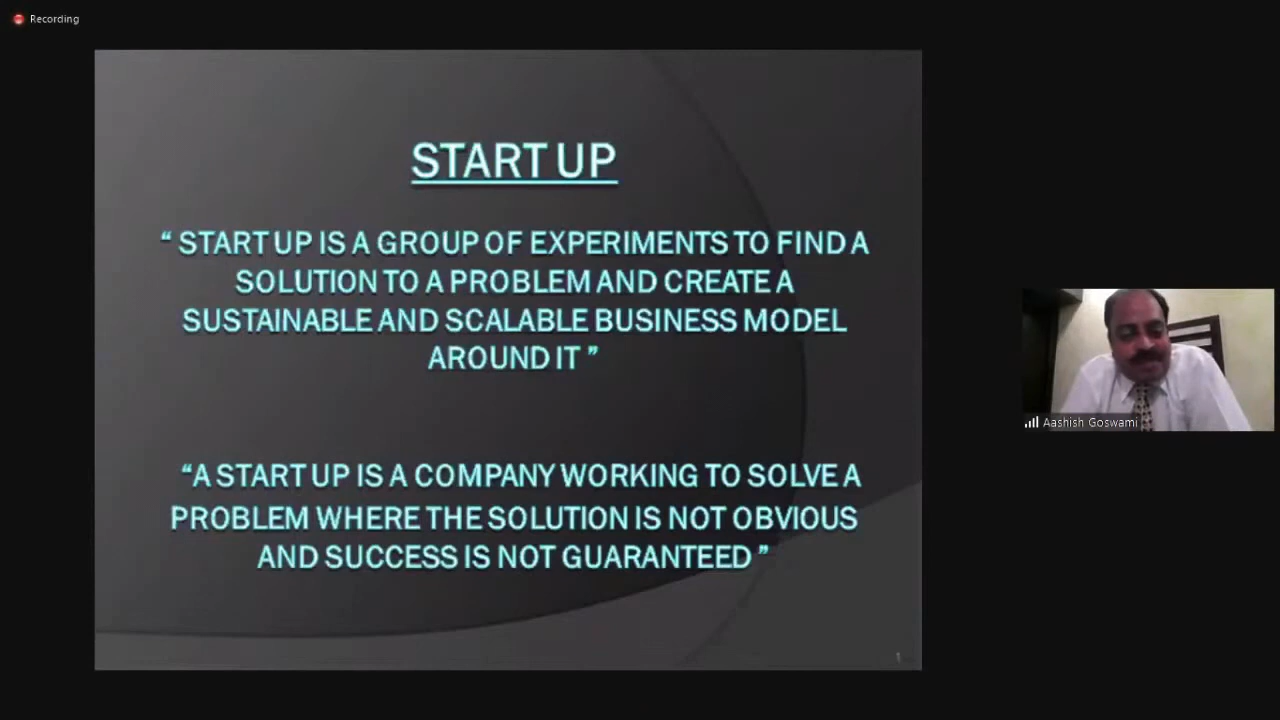 Recording
START UP
“ START UP IS A GROUP OF EXPERIMENTS TO FIND A
SOLUTION TO A PROBLEM AND CREATE A
SUSTAINABLE AND SCALABLE BUSINESS MODEL
AROUND IT ”
“A START UP IS A COMPANY WORKING TO SOLVE A
PROBLEM WHERE THE SOLUTION IS NOT OBVIOUS
AND SUCCESS IS NOT GUARANTEED ”
1
Aashish Goswami